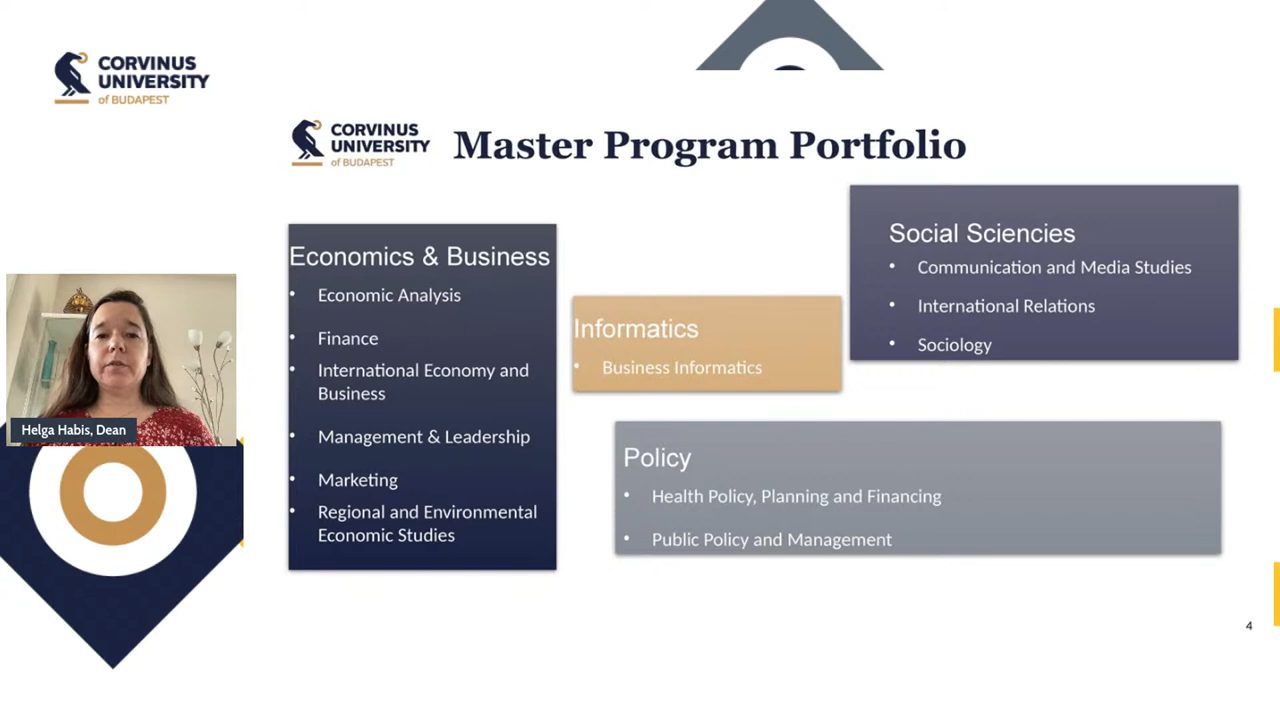 CORVINUS
UNIVERSITY
of BUDAPEST
CORVINUS
UNIVERSITY
of BUDAPEST
Master Program Portfolio
Economics & Business
• Economic Analysis
• Finance
• International Economy and
Business
• Management & Leadership
• Marketing
• Regional and Environmental
Economic Studies
Informatics
• Business Informatics
Social Sciencies
• Communication and Media Studies
• International Relations
• Sociology
Policy
• Health Policy, Planning and Financing
• Public Policy and Management
Helga Habis, Dean
4